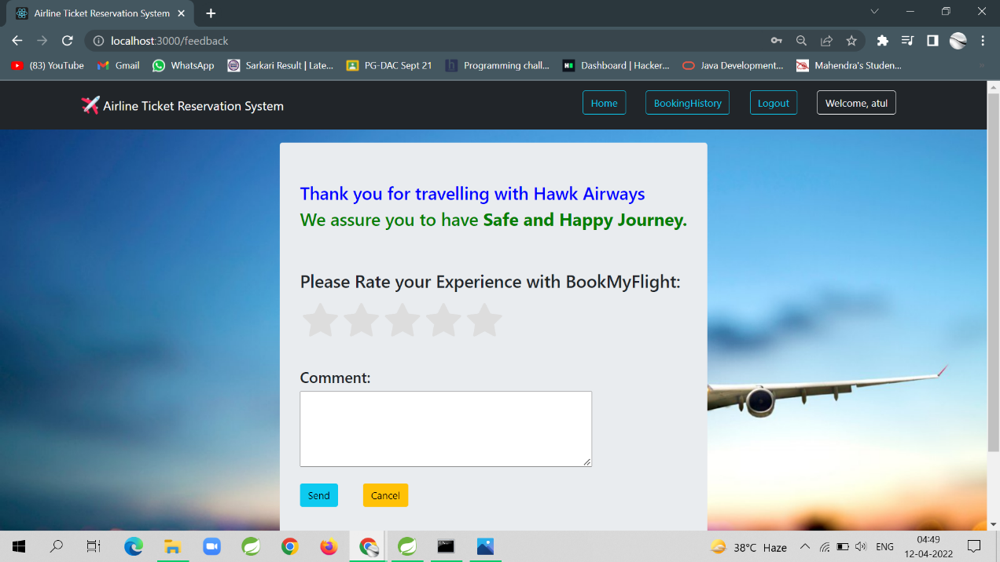 Airline Ticket Reservation System
localhost:3000/feedback
(83) YouTube Gmail WhatsApp Sarkari Result | Late... PG-DAC Sept 21 Programming chall... Dashboard | Hacker... Java Development... Mahendra's Studen...
Airline Ticket Reservation System Home BookingHistory Logout Welcome, atul
Thank you for travelling with Hawk Airways
We assure you to have Safe and Happy Journey.
Please Rate your Experience with BookMyFlight:
Comment:
Send Cancel
38°C Haze ENG 04:49
12-04-2022